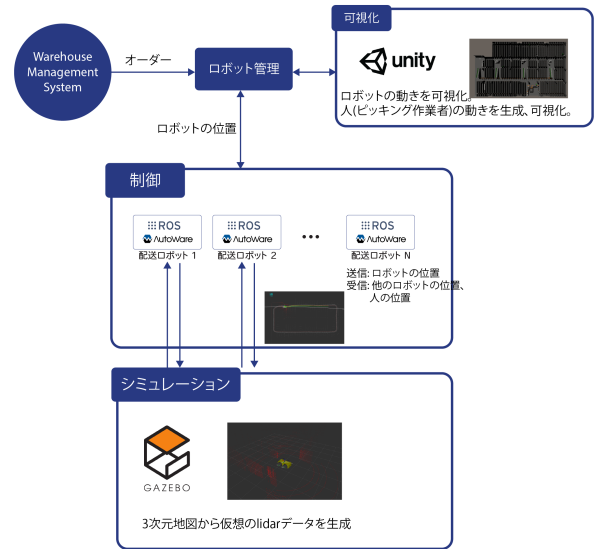 Warehouse
Management
System
オーダー
ロボット管理
可視化
unity
ロボットの動きを可視化。
人(ピッキング作業者)の動きを生成、可視化。
ロボットの位置
制御
ROS
AutoWare
配送ロボット 1
ROS
AutoWare
配送ロボット 2
•••
ROS
AutoWare
配送ロボット N
送信: ロボットの位置
受信: 他のロボットの位置、
人の位置
シミュレーション
GAZEBO
3次元地図から仮想のlidarデータを生成